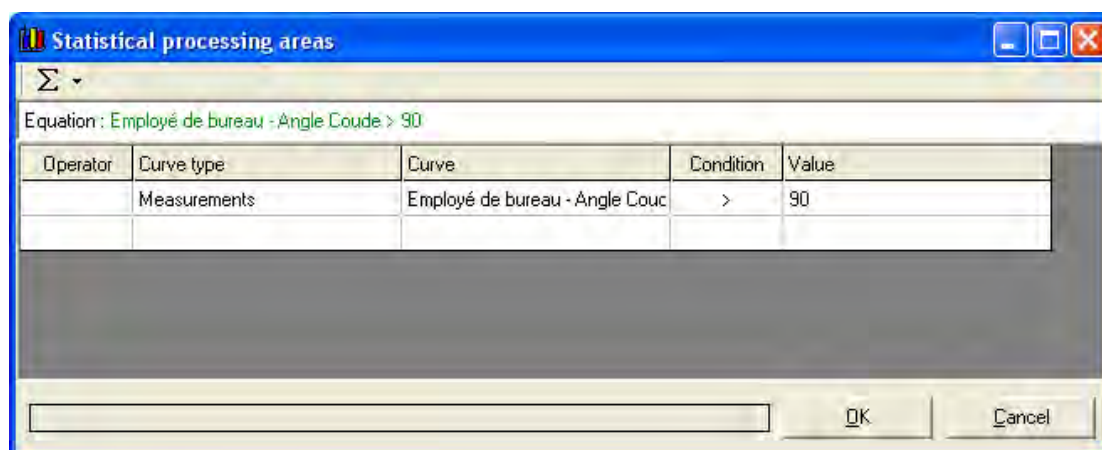 Statistical processing areas
Σ
Equation : Employé de bureau - Angle Coude > 90
Operator Curve type Curve Condition Value
Measurements Employé de bureau - Angle Couc > 90
OK Cancel